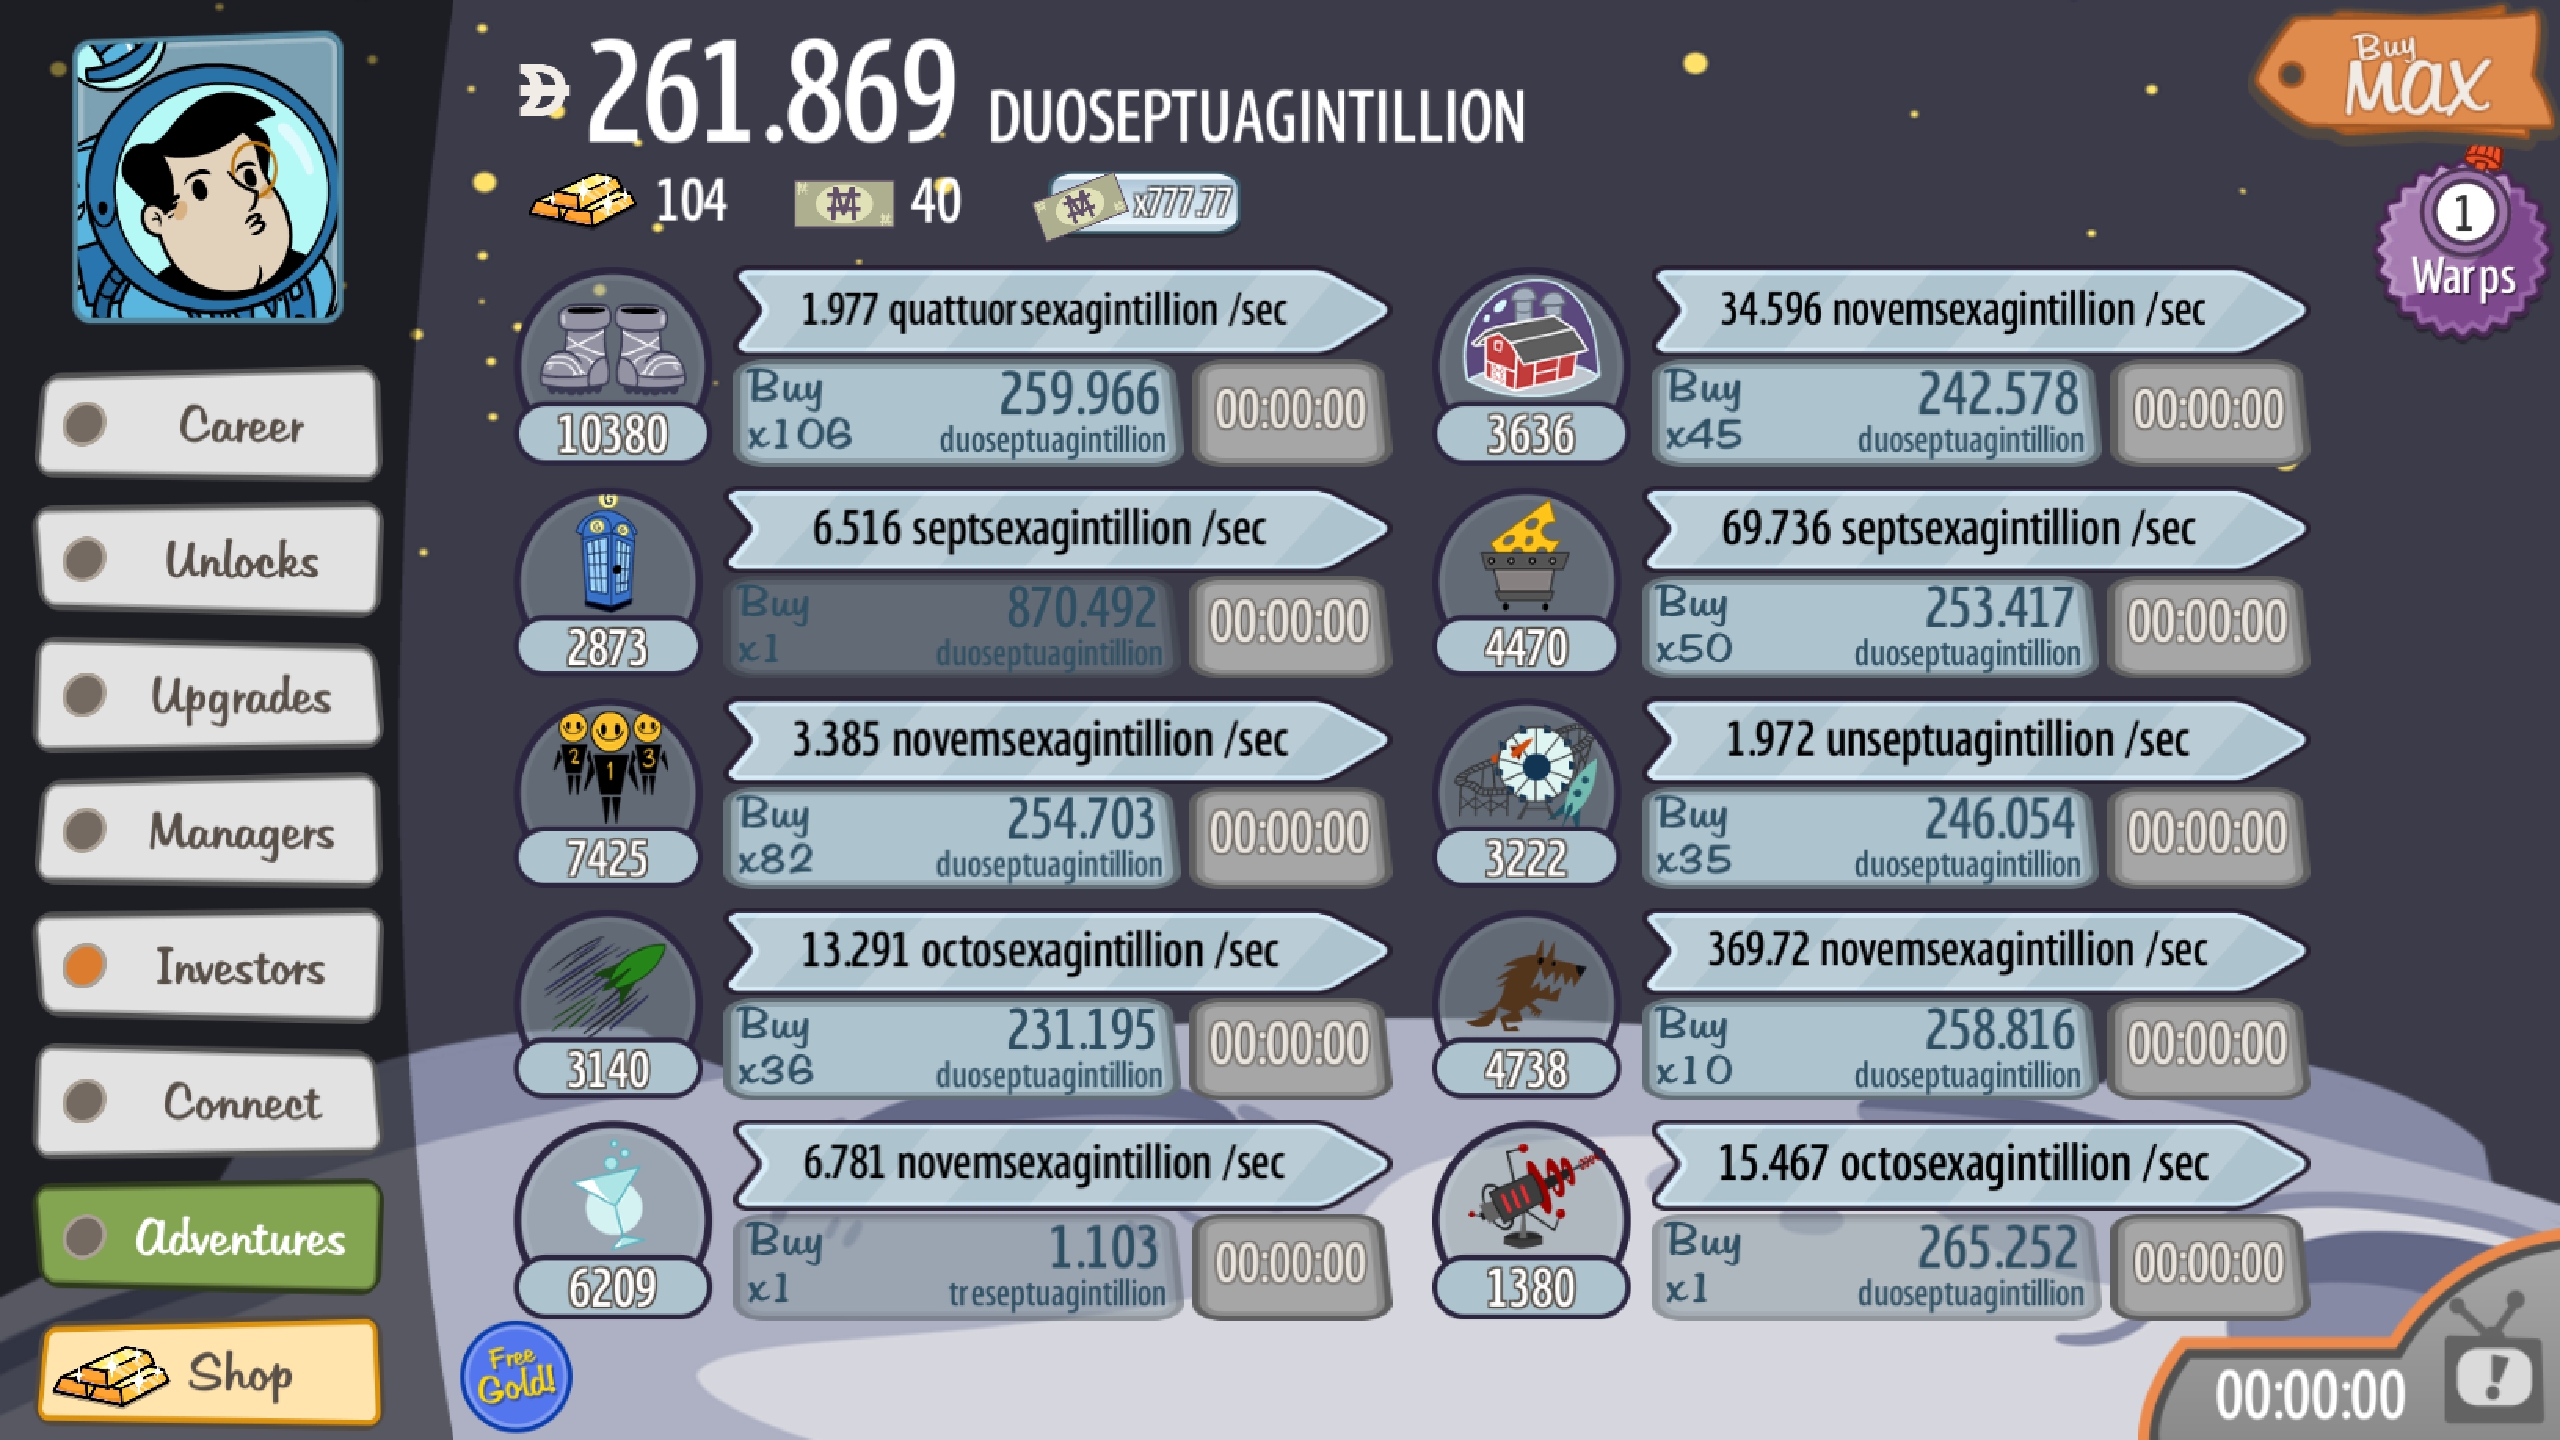 261.869 DUOSEPTUAGINTILLION
Buy
MAX
104
40
x777.77
1
Warps
Career
Unlocks
Upgrades
Managers
Investors
Connect
Adventures
Shop
1.977 quattuorsexagintillion /sec
Buy
x106
259.966
duoseptuagintillion
00:00:00
10380
34.596 novemsexagintillion /sec
Buy
x45
242.578
duoseptuagintillion
00:00:00
3636
G
6.516 septsexagintillion /sec
Buy
x1
870.492
duoseptuagintillion
00:00:00
2873
69.736 septsexagintillion /sec
Buy
x50
253.417
duoseptuagintillion
00:00:00
4470
2 1 3
3.385 novemsexagintillion /sec
Buy
x82
254.703
duoseptuagintillion
00:00:00
7425
1.972 unseptuagintillion /sec
Buy
x35
246.054
duoseptuagintillion
00:00:00
3222
13.291 octosexagintillion /sec
Buy
x36
231.195
duoseptuagintillion
00:00:00
3140
369.72 novemsexagintillion /sec
Buy
x10
258.816
duoseptuagintillion
00:00:00
4738
6.781 novemsexagintillion /sec
Buy
x1
1.103
treseptuagintillion
00:00:00
6209
15.467 octosexagintillion /sec
Buy
x1
265.252
duoseptuagintillion
00:00:00
1380
Free
Gold!
00:00:00
!